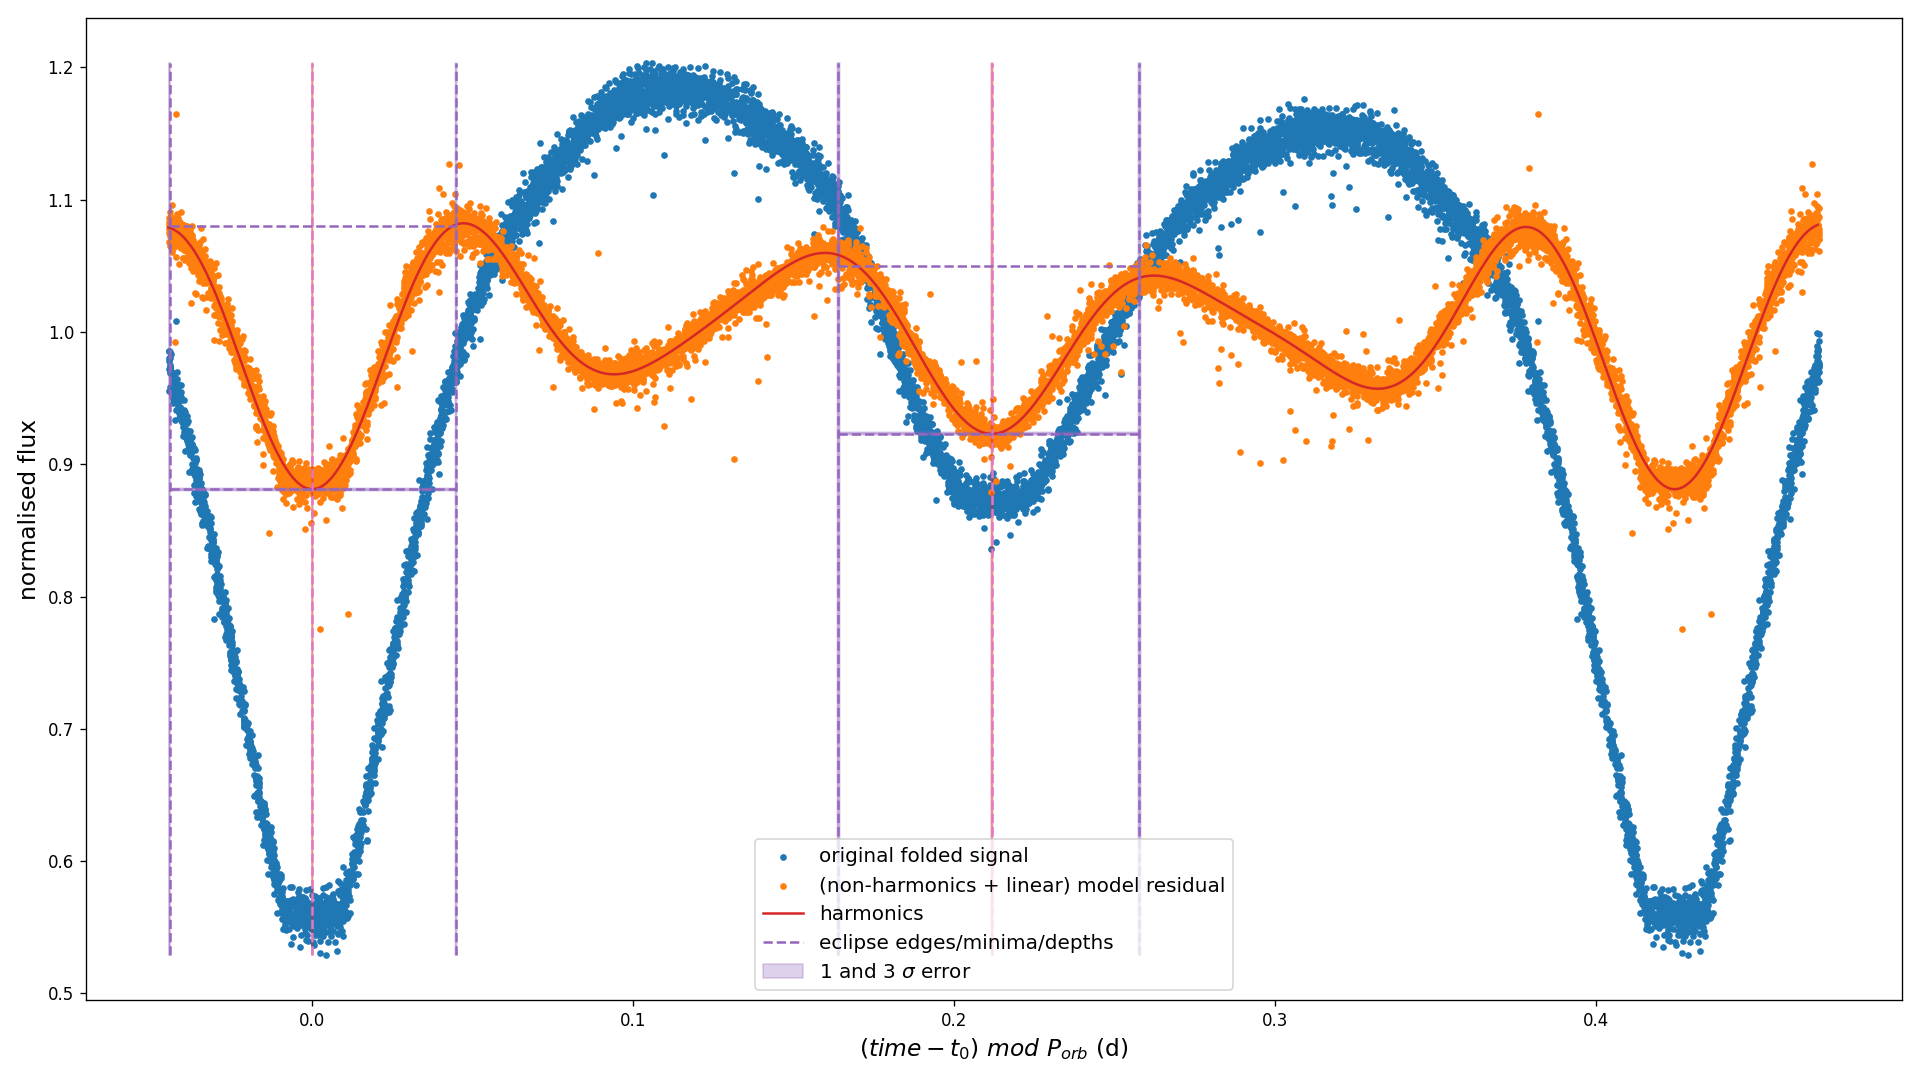 1.2
1.1
1.0
0.9
0.8
0.7
0.6
0.5
normalised flux
original folded signal
(non-harmonics + linear) model residual
harmonics
eclipse edges/minima/depths
1 and 3 σ error
0.0 0.1 0.2 0.3 0.4
(time − t₀) mod Pₒᵣb (d)